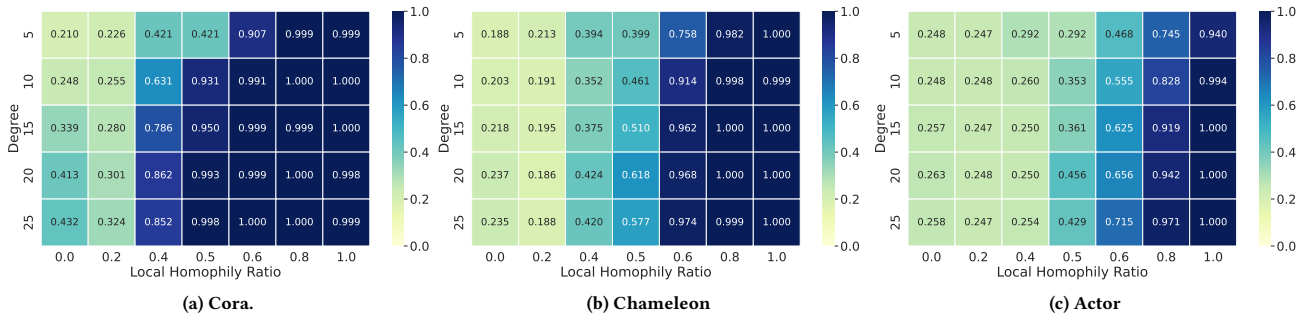 Degree
5 0.210 0.226 0.421 0.421 0.907 0.999 0.999
10 0.248 0.255 0.631 0.931 0.991 1.000 1.000
15 0.339 0.280 0.786 0.950 0.999 0.999 1.000
20 0.413 0.301 0.862 0.993 0.999 1.000 0.998
25 0.432 0.324 0.852 0.998 1.000 1.000 0.999
0.0 0.2 0.4 0.5 0.6 0.8 1.0
Local Homophily Ratio
1.0
0.8
0.6
0.4
0.2
0.0
(a) Cora.
Degree
5 0.188 0.213 0.394 0.399 0.758 0.982 1.000
10 0.203 0.191 0.352 0.461 0.914 0.998 0.999
15 0.218 0.195 0.375 0.510 0.962 1.000 1.000
20 0.237 0.186 0.424 0.618 0.968 1.000 1.000
25 0.235 0.188 0.420 0.577 0.974 0.999 1.000
0.0 0.2 0.4 0.5 0.6 0.8 1.0
Local Homophily Ratio
1.0
0.8
0.6
0.4
0.2
0.0
(b) Chameleon
Degree
5 0.248 0.247 0.292 0.292 0.468 0.745 0.940
10 0.248 0.248 0.260 0.353 0.555 0.828 0.994
15 0.257 0.247 0.250 0.361 0.625 0.919 1.000
20 0.263 0.248 0.250 0.456 0.656 0.942 1.000
25 0.258 0.247 0.254 0.429 0.715 0.971 1.000
0.0 0.2 0.4 0.5 0.6 0.8 1.0
Local Homophily Ratio
1.0
0.8
0.6
0.4
0.2
0.0
(c) Actor